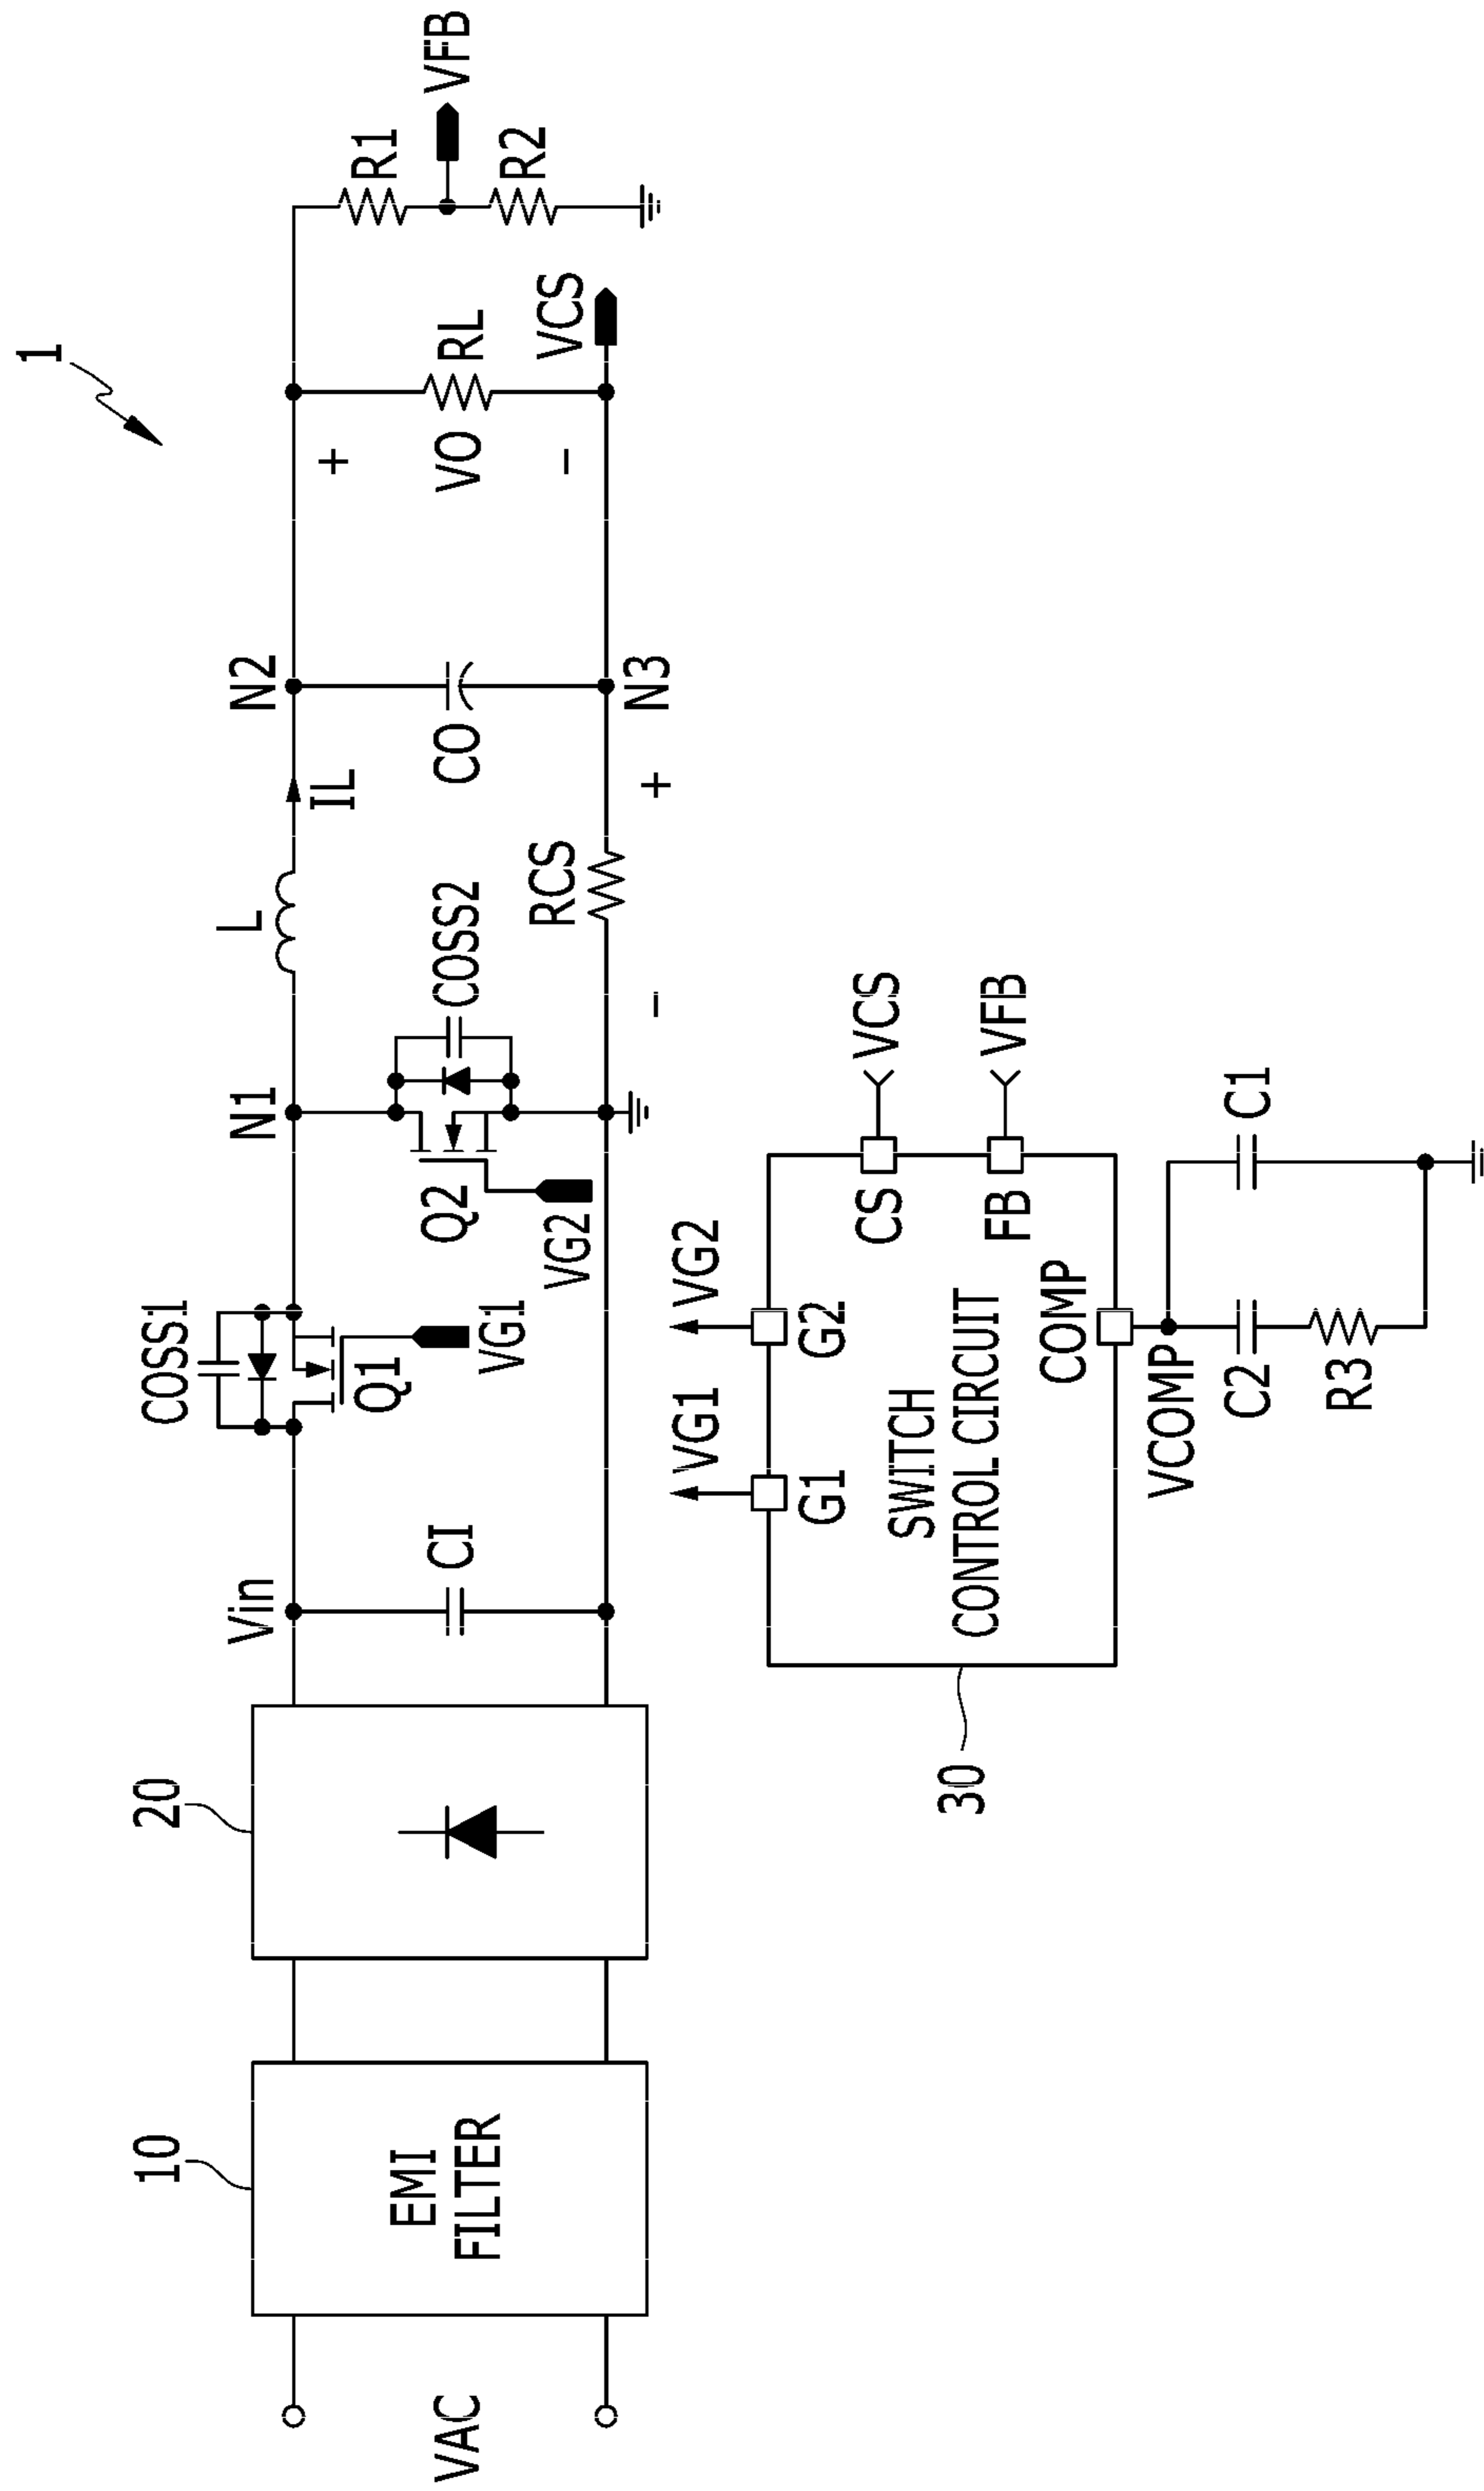 1
10
20
Vin
COSS1
N1
L
IL
N2
R1
VFB
R2
VAC
EMI
FILTER
CI
Q1
VG1
Q2
VG2
COSS2
RCS
CO
+
VO
-
RL
VCS
-
+
N3
VG1
VG2
G1
G2
SWITCH
CONTROL CIRCUIT
CS
VCS
FB
VFB
COMP
30
VCOMP
C2
C1
R3